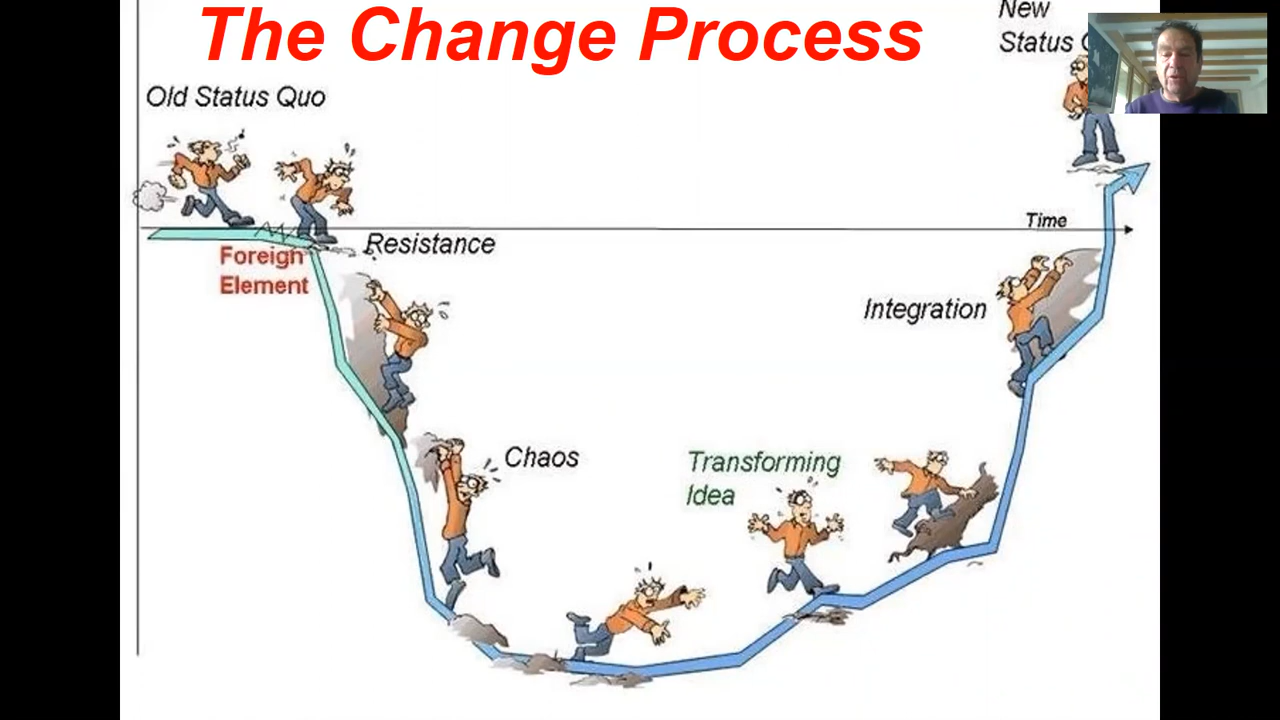 The Change Process
New
Status
Old Status Quo
Time
Resistance
Foreign
Element
Integration
Chaos
Transforming
Idea